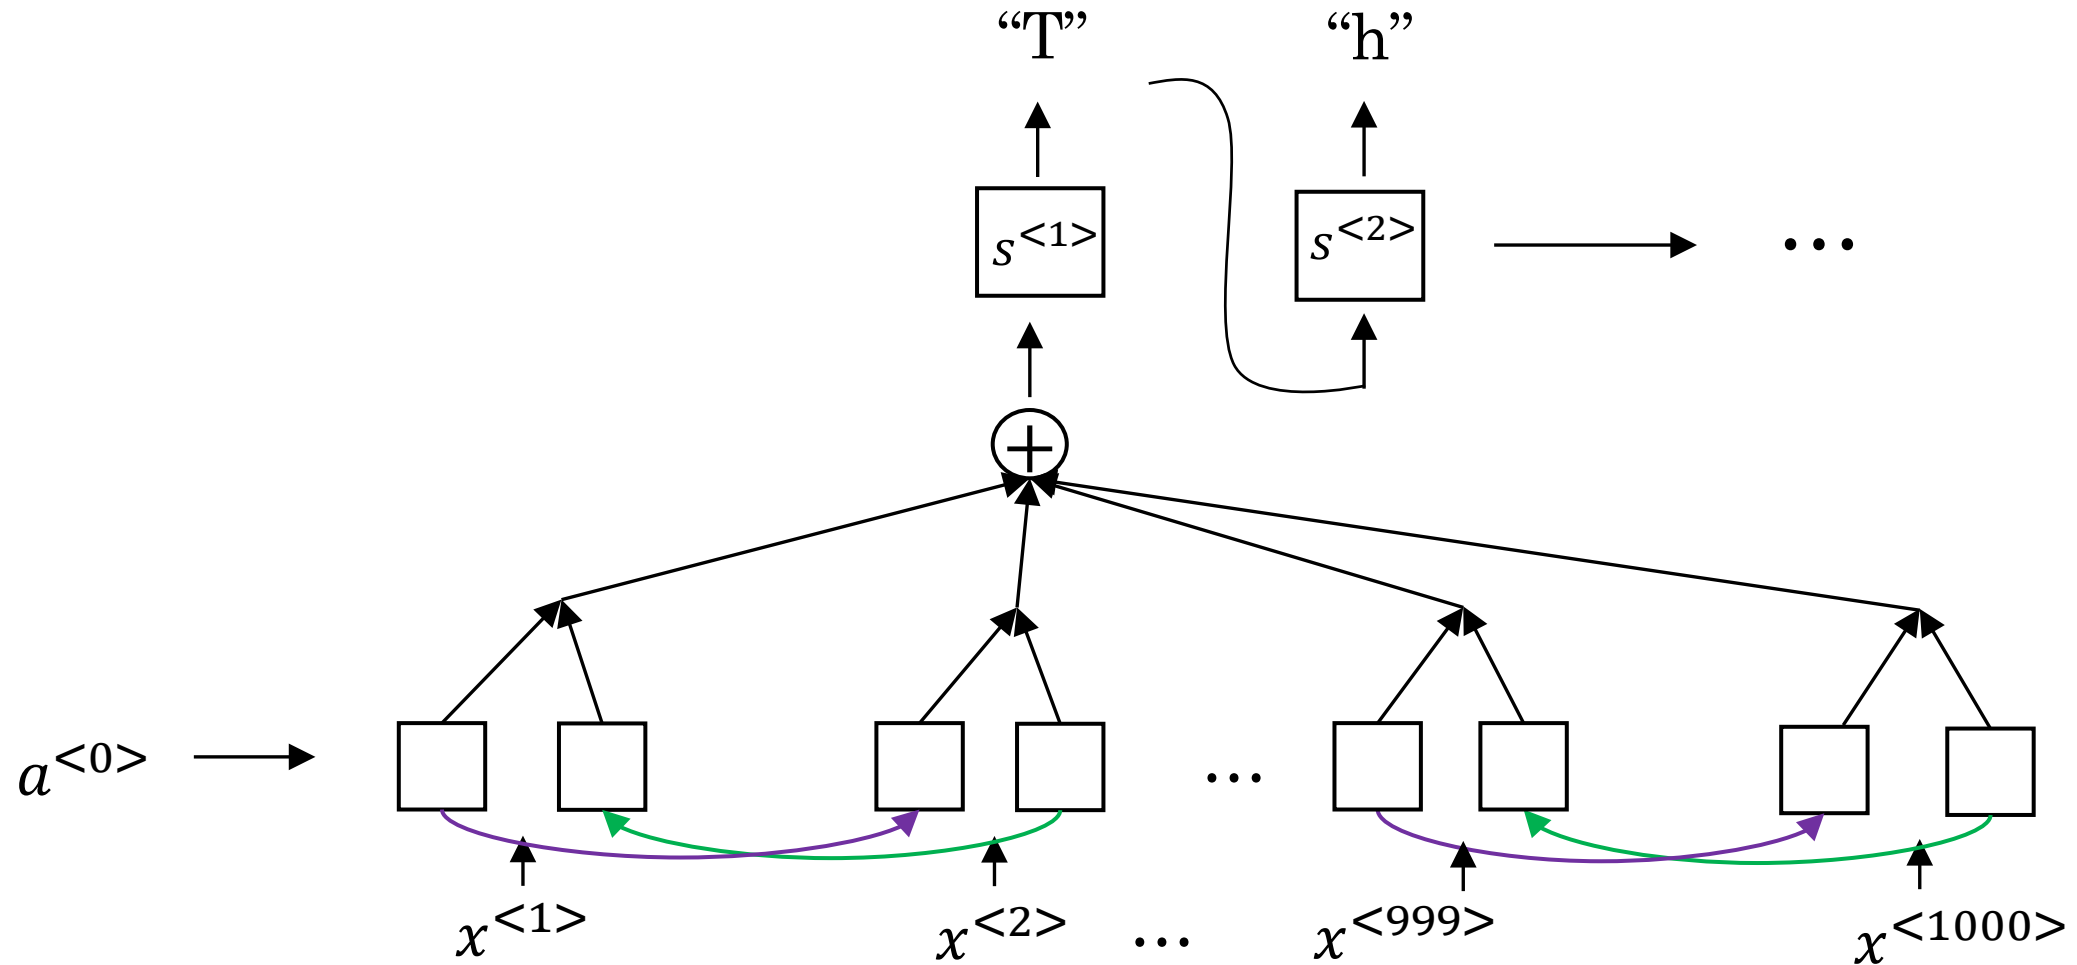 “T” “h”
s<1> s<2> ...
+
a<0> ...
x<1> x<2> ... x<999> x<1000>